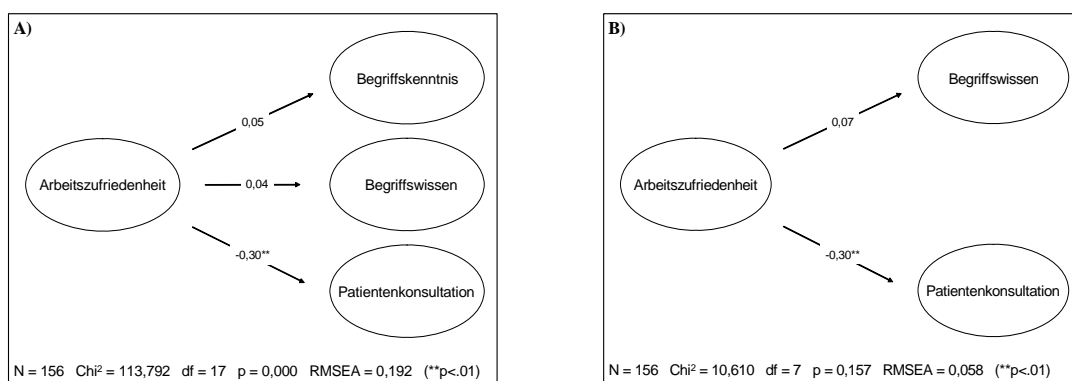 A)
Begriffskenntnis
0,05
Arbeitszufriedenheit
0,04
Begriffswissen
-0,30**
Patientenkonsultation
N = 156 Chi² = 113,792 df = 17 p = 0,000 RMSEA = 0,192 (**p<.01)
B)
Begriffswissen
0,07
Arbeitszufriedenheit
-0,30**
Patientenkonsultation
N = 156 Chi² = 10,610 df = 7 p = 0,157 RMSEA = 0,058 (**p<.01)